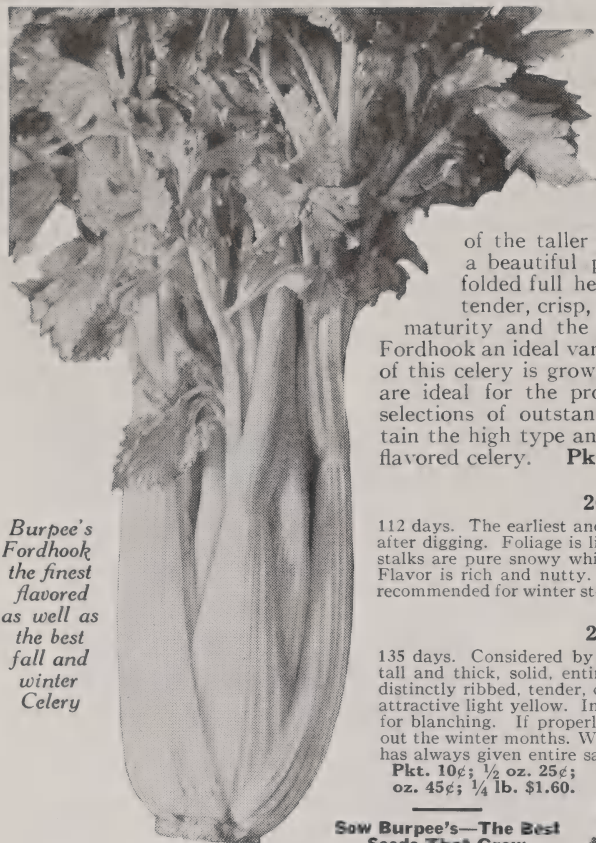 of the taller
a beautiful p
folded full he
tender, crisp,
maturity and the
Fordhook an ideal var
of this celery is grow
are ideal for the pro
selections of outstan
tain the high type an
flavored celery. Pk
2
112 days. The earliest and
after digging. Foliage is li
stalks are pure snowy whi
Flavor is rich and nutty.
recommended for winter st
2
135 days. Considered by
tall and thick, solid, entir
distinctly ribbed, tender, c
attractive light yellow. In
for blanching. If properl
out the winter months. W
has always given entire sa
Pkt. 10¢; ½ oz. 25¢;
oz. 45¢; ¼ lb. $1.60.
Burpee's
Fordhook
the finest
flavored
as well as
the best
fall and
winter
Celery
Sow Burpee's—The Best
Seeds That Grow